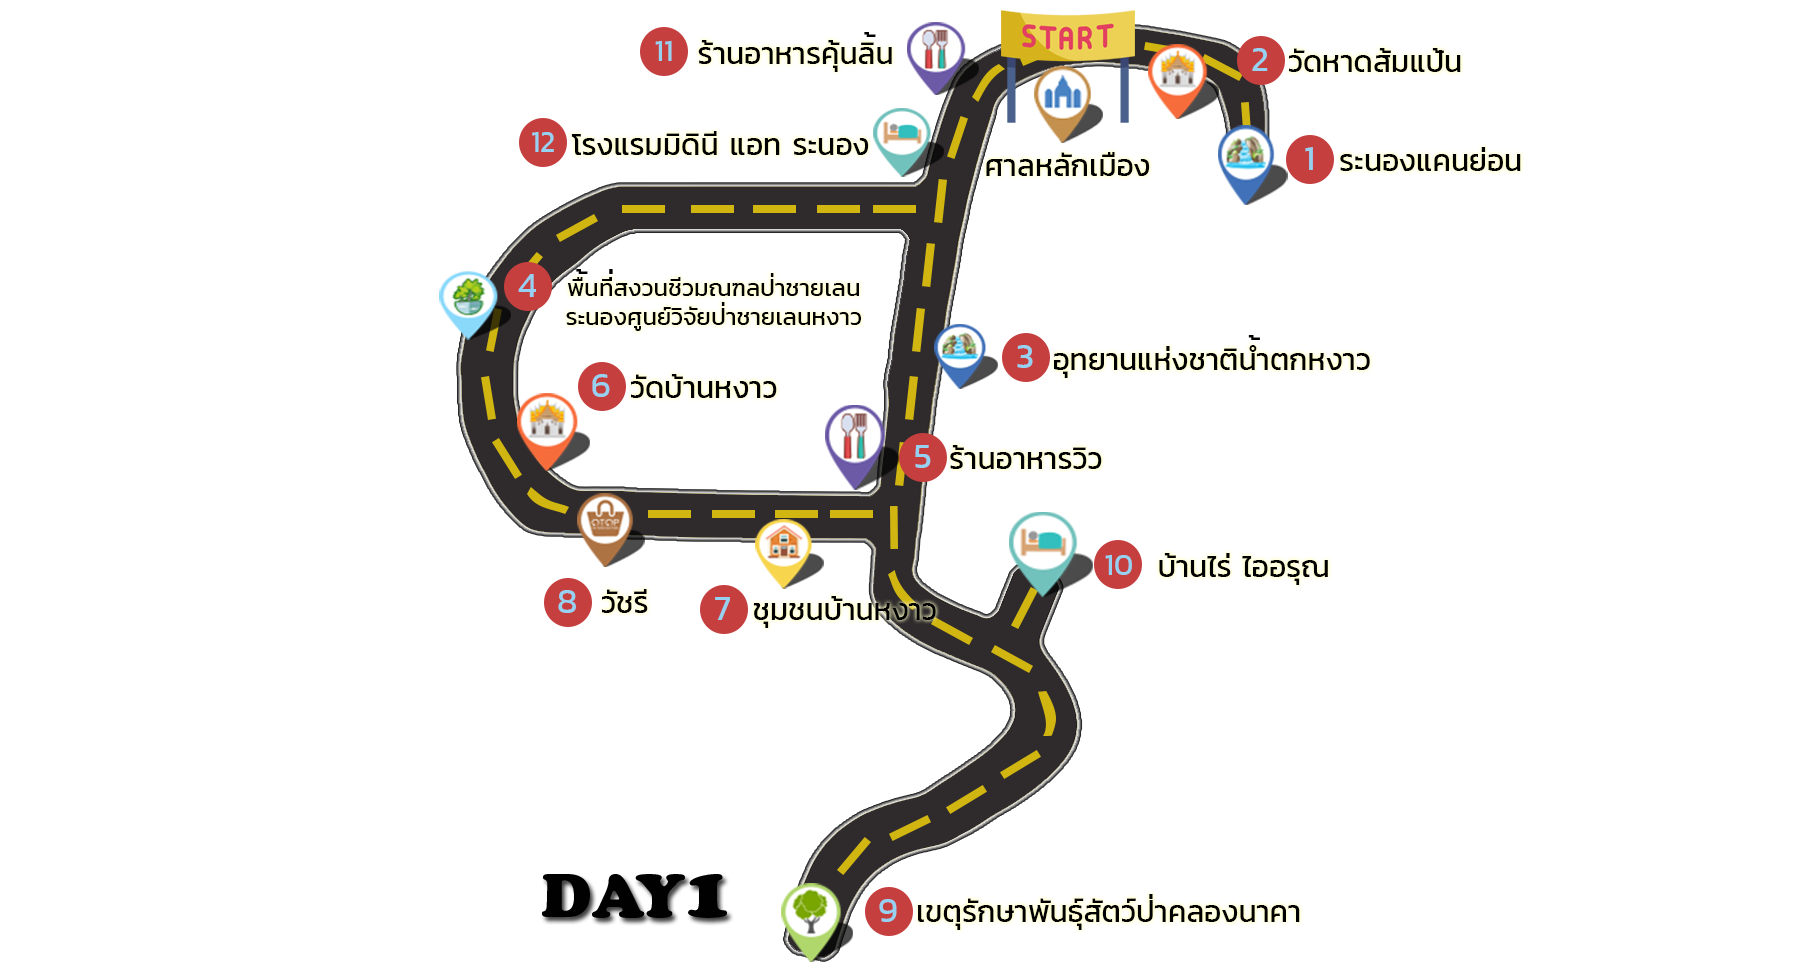 START
11 ร้านอาหารคุ้นลิ้น
2 วัดหาดส้มแป้น
12 โรงแรมมิดินี แอท ระนอง
ศาลหลักเมือง
1 ระนองแคนย่อน
4 พื้นที่สงวนชีวมณฑลป่าชายเลน
ระนองศูนย์วิจัยป่าชายเลนหงาว
3 อุทยานแห่งชาติน้ำตกหงาว
6 วัดบ้านหงาว
5 ร้านอาหารวิว
OTOP
10 บ้านไร่ ไออรุณ
8 วัชรี
7 ชุมชนบ้านหงาว
DAY1
9 เขตุรักษาพันธุ์สัตว์ป่าคลองนาคา